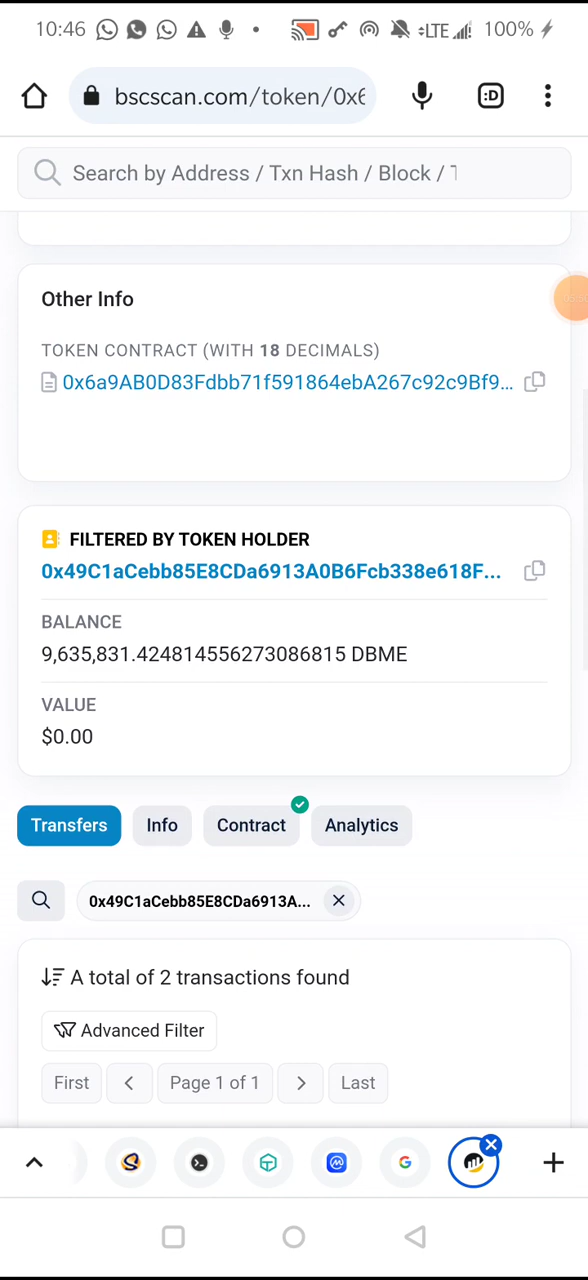 10:46 LTE 100%
bscscan.com/token/0x6
:D
Search by Address / Txn Hash / Block / T
Other Info
TOKEN CONTRACT (WITH 18 DECIMALS)
0x6a9AB0D83Fdbb71f591864ebA267c92c9Bf9...
FILTERED BY TOKEN HOLDER
0x49C1aCebb85E8CDa6913A0B6Fcb338e618F...
BALANCE
9,635,831.424814556273086815 DBME
VALUE
$0.00
Transfers Info Contract Analytics
0x49C1aCebb85E8CDa6913A...
A total of 2 transactions found
Advanced Filter
First Page 1 of 1 Last